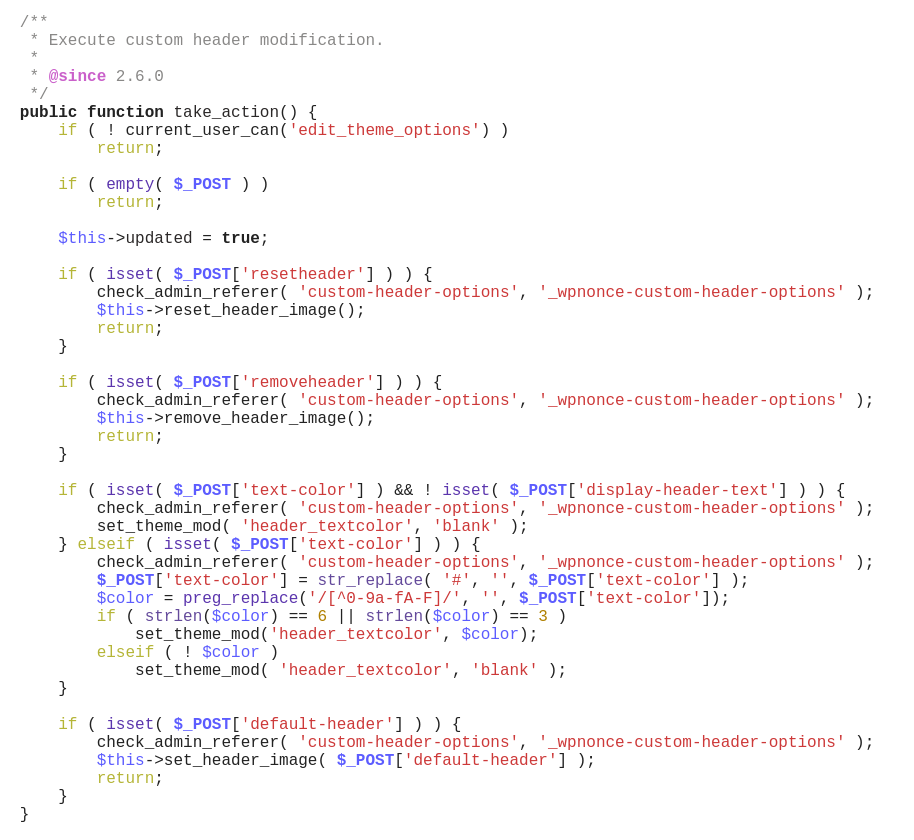 /**
 * Execute custom header modification.
 *
 * @since 2.6.0
 */
public function take_action() {
    if ( ! current_user_can('edit_theme_options') )
        return;

    if ( empty( $_POST ) )
        return;

    $this->updated = true;

    if ( isset( $_POST['resetheader'] ) ) {
        check_admin_referer( 'custom-header-options', '_wpnonce-custom-header-options' );
        $this->reset_header_image();
        return;
    }

    if ( isset( $_POST['removeheader'] ) ) {
        check_admin_referer( 'custom-header-options', '_wpnonce-custom-header-options' );
        $this->remove_header_image();
        return;
    }

    if ( isset( $_POST['text-color'] ) && ! isset( $_POST['display-header-text'] ) ) {
        check_admin_referer( 'custom-header-options', '_wpnonce-custom-header-options' );
        set_theme_mod( 'header_textcolor', 'blank' );
    } elseif ( isset( $_POST['text-color'] ) ) {
        check_admin_referer( 'custom-header-options', '_wpnonce-custom-header-options' );
        $_POST['text-color'] = str_replace( '#', '', $_POST['text-color'] );
        $color = preg_replace('/[^0-9a-fA-F]/', '', $_POST['text-color']);
        if ( strlen($color) == 6 || strlen($color) == 3 )
            set_theme_mod('header_textcolor', $color);
        elseif ( ! $color )
            set_theme_mod( 'header_textcolor', 'blank' );
    }

    if ( isset( $_POST['default-header'] ) ) {
        check_admin_referer( 'custom-header-options', '_wpnonce-custom-header-options' );
        $this->set_header_image( $_POST['default-header'] );
        return;
    }
}